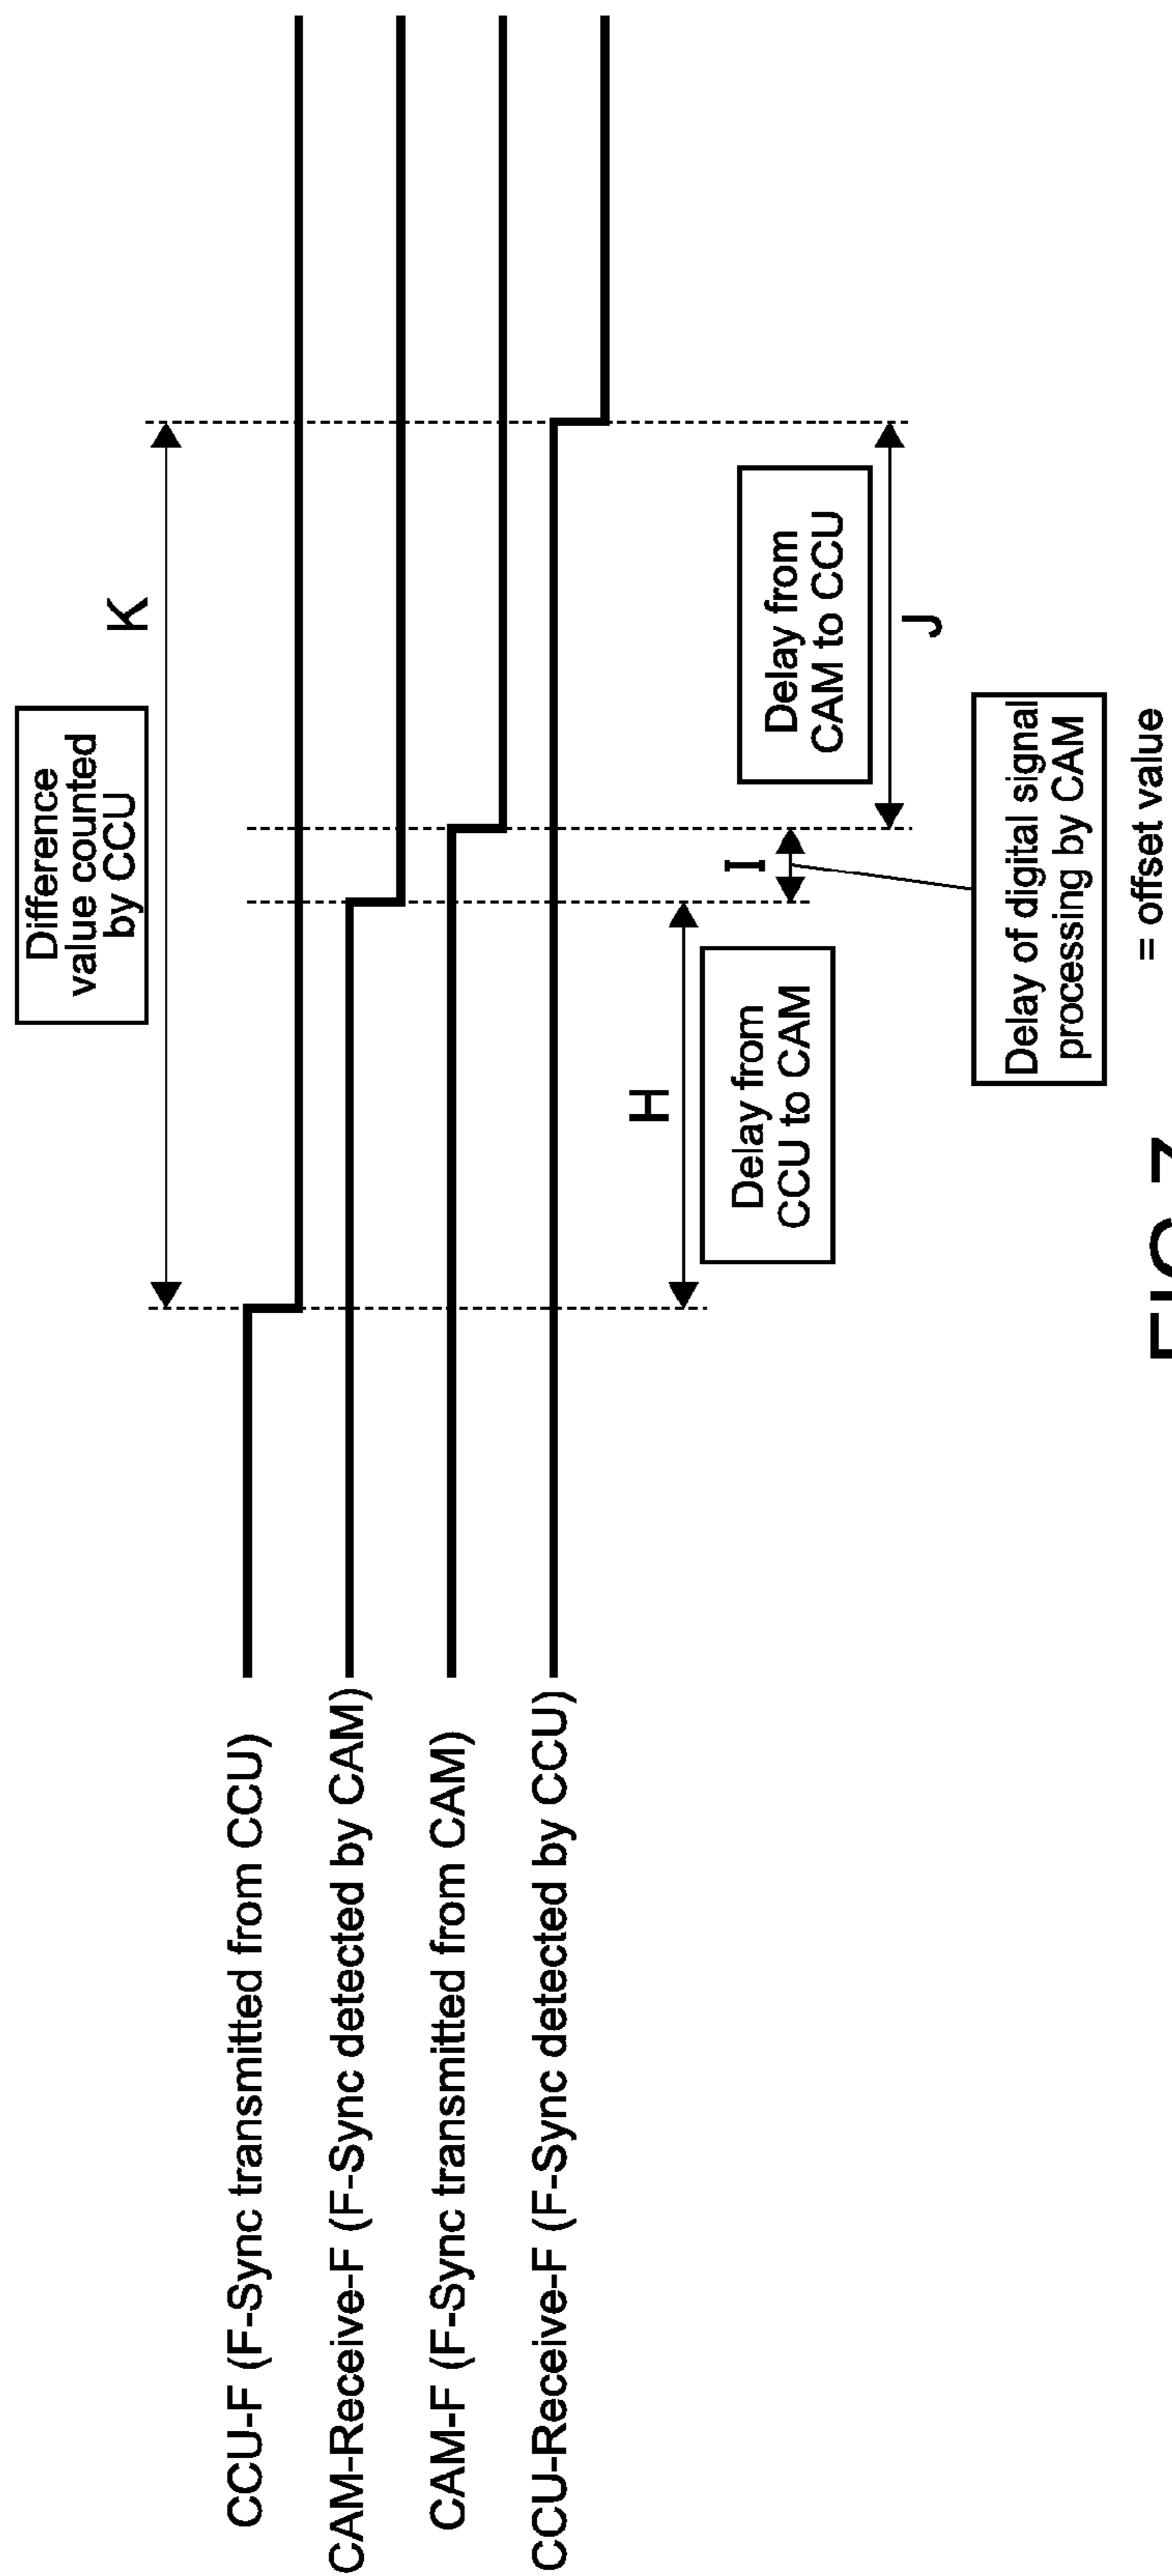 Difference
value counted
by CCU
K
CCU-F (F-Sync transmitted from CCU)
CAM-Receive-F (F-Sync detected by CAM)
CAM-F (F-Sync transmitted from CAM)
CCU-Receive-F (F-Sync detected by CCU)
H
Delay from
CCU to CAM
I
Delay from
CAM to CCU
J
Delay of digital signal
processing by CAM
= offset value